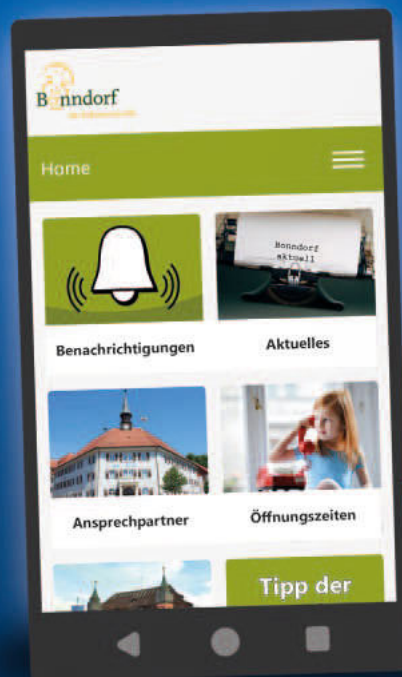 Bonndorf
Home
Bonndorf
aktuell
Benachrichtigungen
Aktuelles
Ansprechpartner
Öffnungszeiten
Tipp der